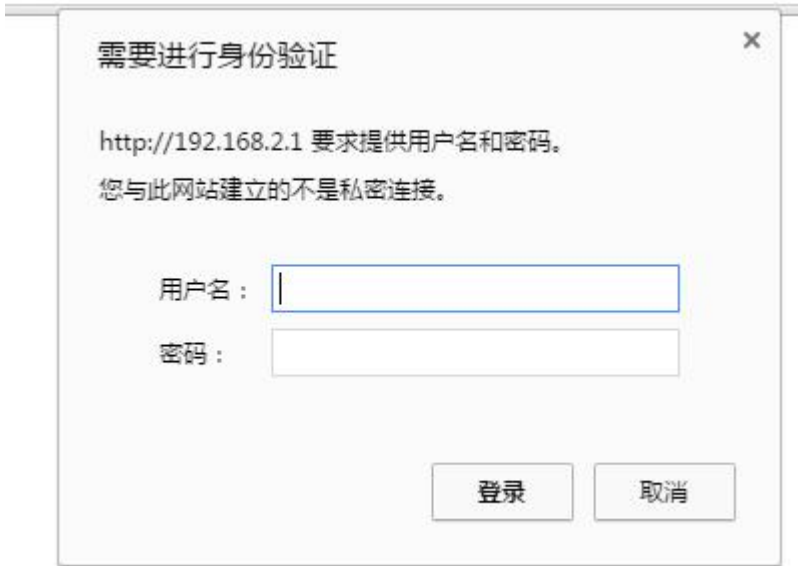 需要进行身份验证
×
http://192.168.2.1 要求提供用户名和密码。
您与此网站建立的不是私密连接。
用户名：
密码：
登录 取消